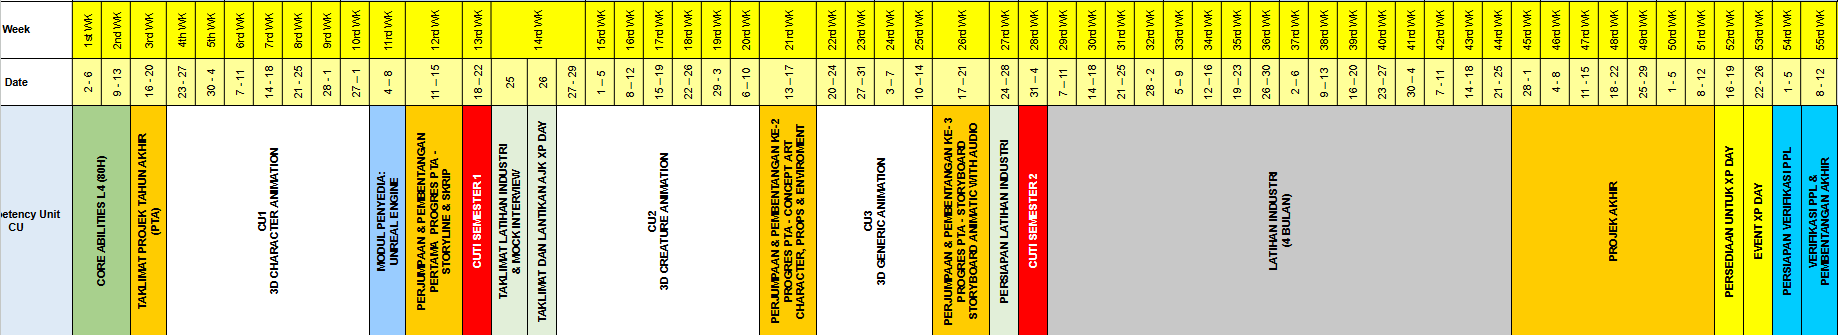 Week
1st WK
2nd WK
3rd WK
4th WK
5th WK
6rd WK
7rd WK
8rd WK
9rd WK
10rd WK
11rd WK
12rd WK
13rd WK
14rd WK
15rd WK
16rd WK
17rd WK
18rd WK
19rd WK
20rd WK
21rd WK
22rd WK
23rd WK
24rd WK
25rd WK
26rd WK
27rd WK
28rd WK
29rd WK
30rd WK
31rd WK
32rd WK
33rd WK
34rd WK
35rd WK
36rd WK
37rd WK
38rd WK
39rd WK
40rd WK
41rd WK
42rd WK
43rd WK
44rd WK
45rd WK
46rd WK
47rd WK
48rd WK
49rd WK
50rd WK
51rd WK
52rd WK
53rd WK
54rd WK
55rd WK
Date
2 - 6
9 - 13
16 - 20
23 - 27
30 - 4
7 - 11
14 - 18
21 - 25
28 - 1
27 – 1
4 – 8
11 – 15
18 – 22
25
26
27 - 29
1 – 5
8 – 12
15 – 19
22 – 26
29 - 3
6 – 10
13 – 17
20 – 24
27 – 31
3 – 7
10 – 14
17 – 21
24 – 28
31 – 4
7 – 11
14 – 18
21 – 25
28 - 2
5 – 9
12 – 16
19 – 23
26 – 30
2 – 6
9 – 13
16 – 20
23 – 27
30 – 4
7 - 11
14 - 18
21 - 25
28 - 1
4 - 8
11 - 15
18 - 22
25 - 29
1 - 5
8 - 12
16 - 19
22 - 26
1 - 5
8 - 12
etency Unit
CU
CORE ABILITIES L4 (80H)
TAKLIMAT PROJEK TAHUN AKHIR
(PTA)
CU1
3D CHARACTER ANIMATION
MODUL PENYEDIA:
UNREAL ENGINE
PERJUMPAAN & PEMBENTANGAN
PERTAMA PROGRES PTA -
STORYLINE & SKRIP
CUTI SEMESTER 1
TAKLIMAT LATIHAN INDUSTRI
& MOCK INTERVIEW
TAKLIMAT DAN LANTIKAN AJK XP DAY
CU2
3D CREATURE ANIMATION
PERJUMPAAN & PEMBENTANGAN KE-2
PROGRES PTA - CONCEPT ART
CHARACTER, PROPS & ENVIROMENT
CU3
3D GENERIC ANIMATION
PERJUMPAAN & PEMBENTANGAN KE- 3
PROGRES PTA - STORYBOARD
STORYBOARD ANIMATIC WITH AUDIO
PERSIAPAN LATIHAN INDUSTRI
CUTI SEMESTER 2
LATIHAN INDUSTRI
(4 BULAN)
PROJEK AKHIR
PERSEDIAAN UNTUK XP DAY
EVENT XP DAY
PERSIAPAN VERIFIKASI PPL
VERIFIKASI PPL &
PEMBENTANGAN AKHIR